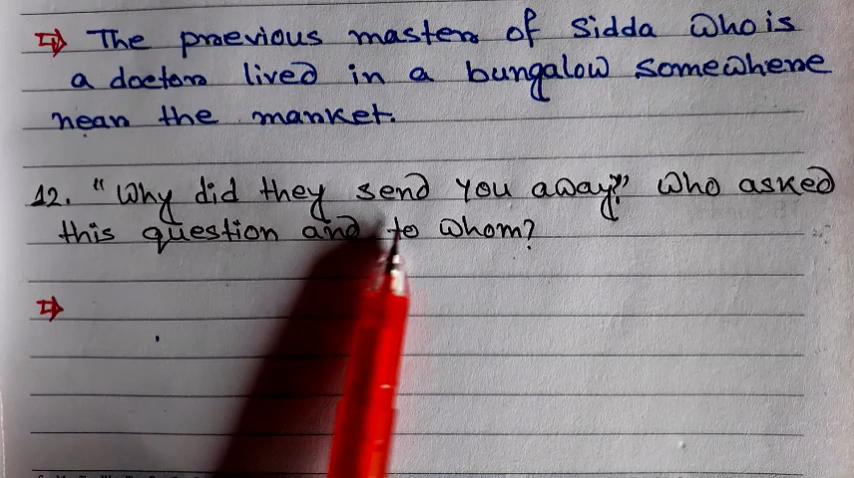 ⇒ The previous master of Sidda Who is
a doctor lived in a bungalow somewhere
near the market.
12. "Why did they send you away?" Who asked
this question and to whom?
⇒